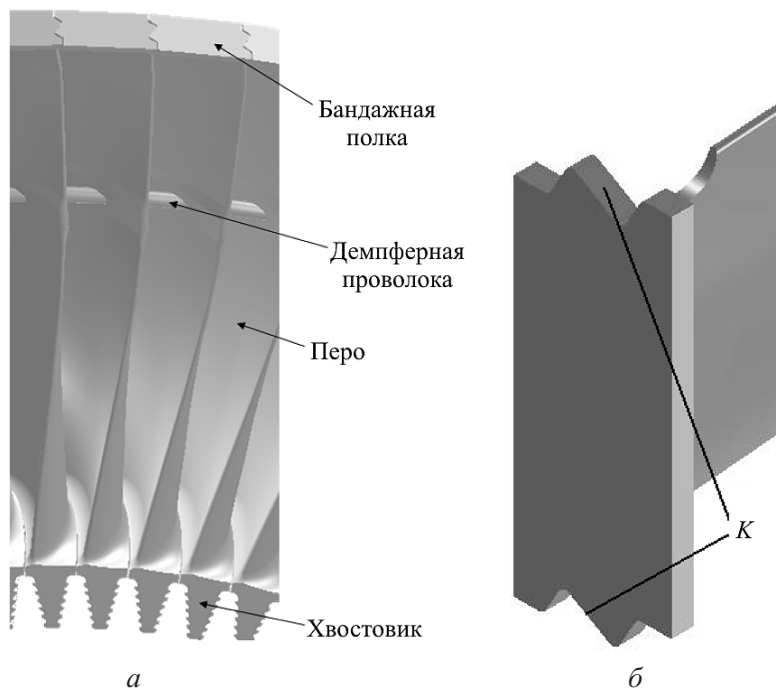 Бандажная
полка
Демпферная
проволока
Перо
К
Хвостовик
а
б